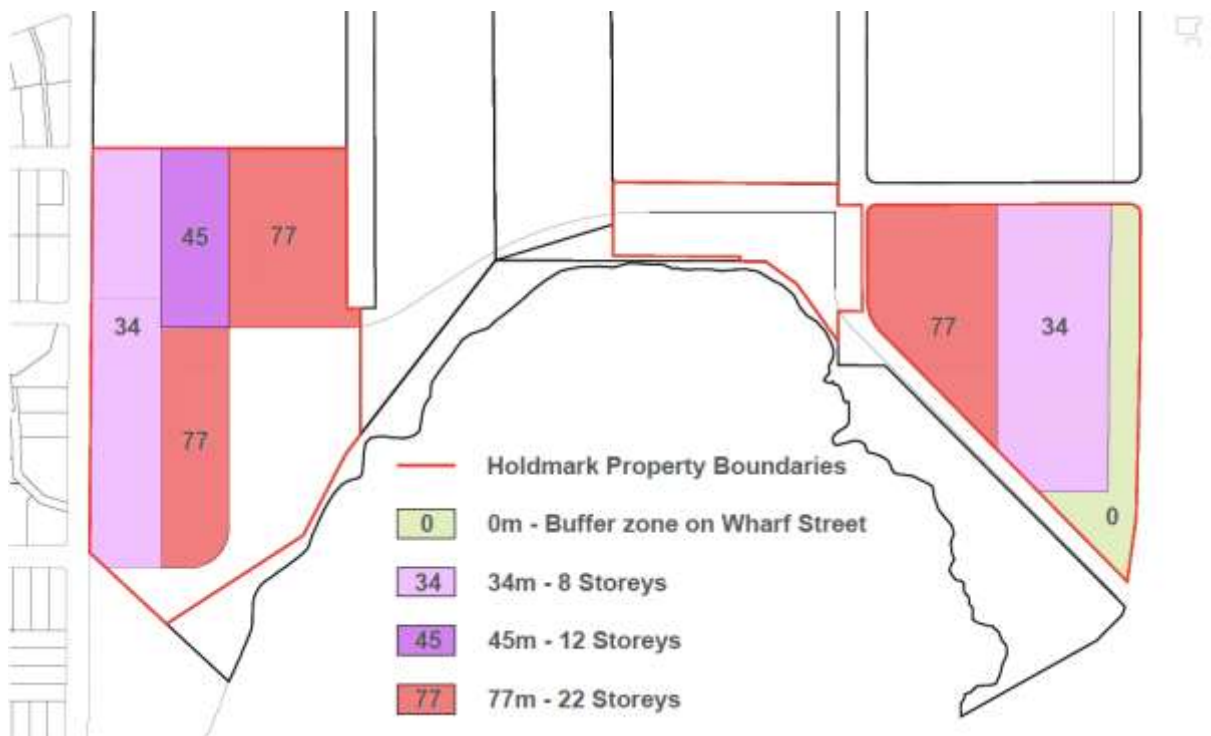 45
77
34
77
77
34
0
Holdmark Property Boundaries
0 0m - Buffer zone on Wharf Street
34 34m - 8 Storeys
45 45m - 12 Storeys
77 77m - 22 Storeys